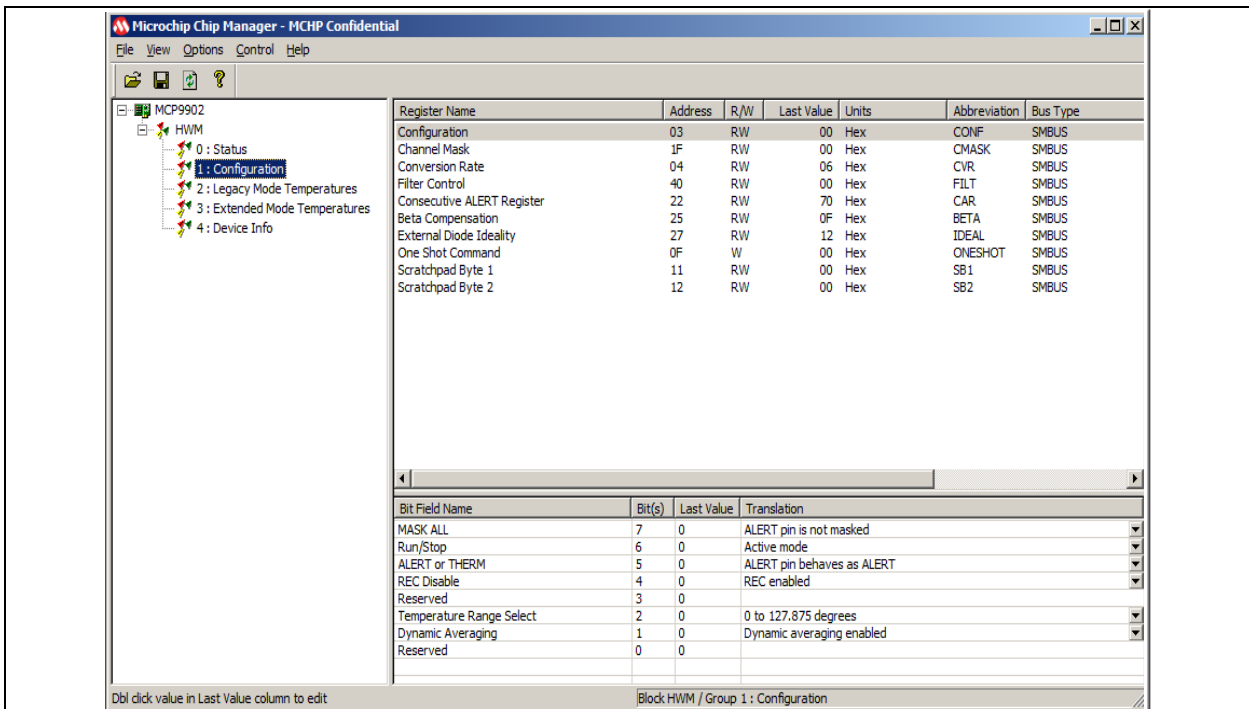 Microchip Chip Manager - MCHP Confidential
File View Options Control Help
MCP9902
HWM
0 : Status
1 : Configuration
2 : Legacy Mode Temperatures
3 : Extended Mode Temperatures
4 : Device Info
Register Name Address R/W Last Value Units Abbreviation Bus Type
Configuration 03 RW 00 Hex CONF SMBUS
Channel Mask 1F RW 00 Hex CMASK SMBUS
Conversion Rate 04 RW 06 Hex CVR SMBUS
Filter Control 40 RW 00 Hex FILT SMBUS
Consecutive ALERT Register 22 RW 70 Hex CAR SMBUS
Beta Compensation 25 RW 0F Hex BETA SMBUS
External Diode Ideality 27 RW 12 Hex IDEAL SMBUS
One Shot Command 0F W 00 Hex ONESHOT SMBUS
Scratchpad Byte 1 11 RW 00 Hex SB1 SMBUS
Scratchpad Byte 2 12 RW 00 Hex SB2 SMBUS
Bit Field Name Bit(s) Last Value Translation
MASK ALL 7 0 ALERT pin is not masked
Run/Stop 6 0 Active mode
ALERT or THERM 5 0 ALERT pin behaves as ALERT
REC Disable 4 0 REC enabled
Reserved 3 0
Temperature Range Select 2 0 0 to 127.875 degrees
Dynamic Averaging 1 0 Dynamic averaging enabled
Reserved 0 0
Dbl click value in Last Value column to edit
Block HWM / Group 1 : Configuration